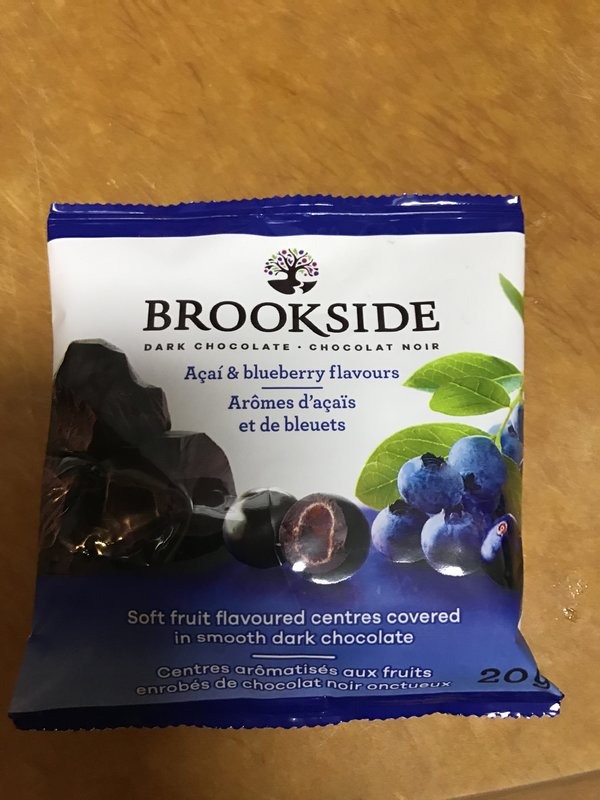 BROOKSIDE
DARK CHOCOLATE · CHOCOLAT NOIR
Açaí & blueberry flavours
Arômes d'açaïs
et de bleuets
Soft fruit flavoured centres covered
in smooth dark chocolate
Centres arômatisés aux fruits
enrobés de chocolat noir onctueux
20g